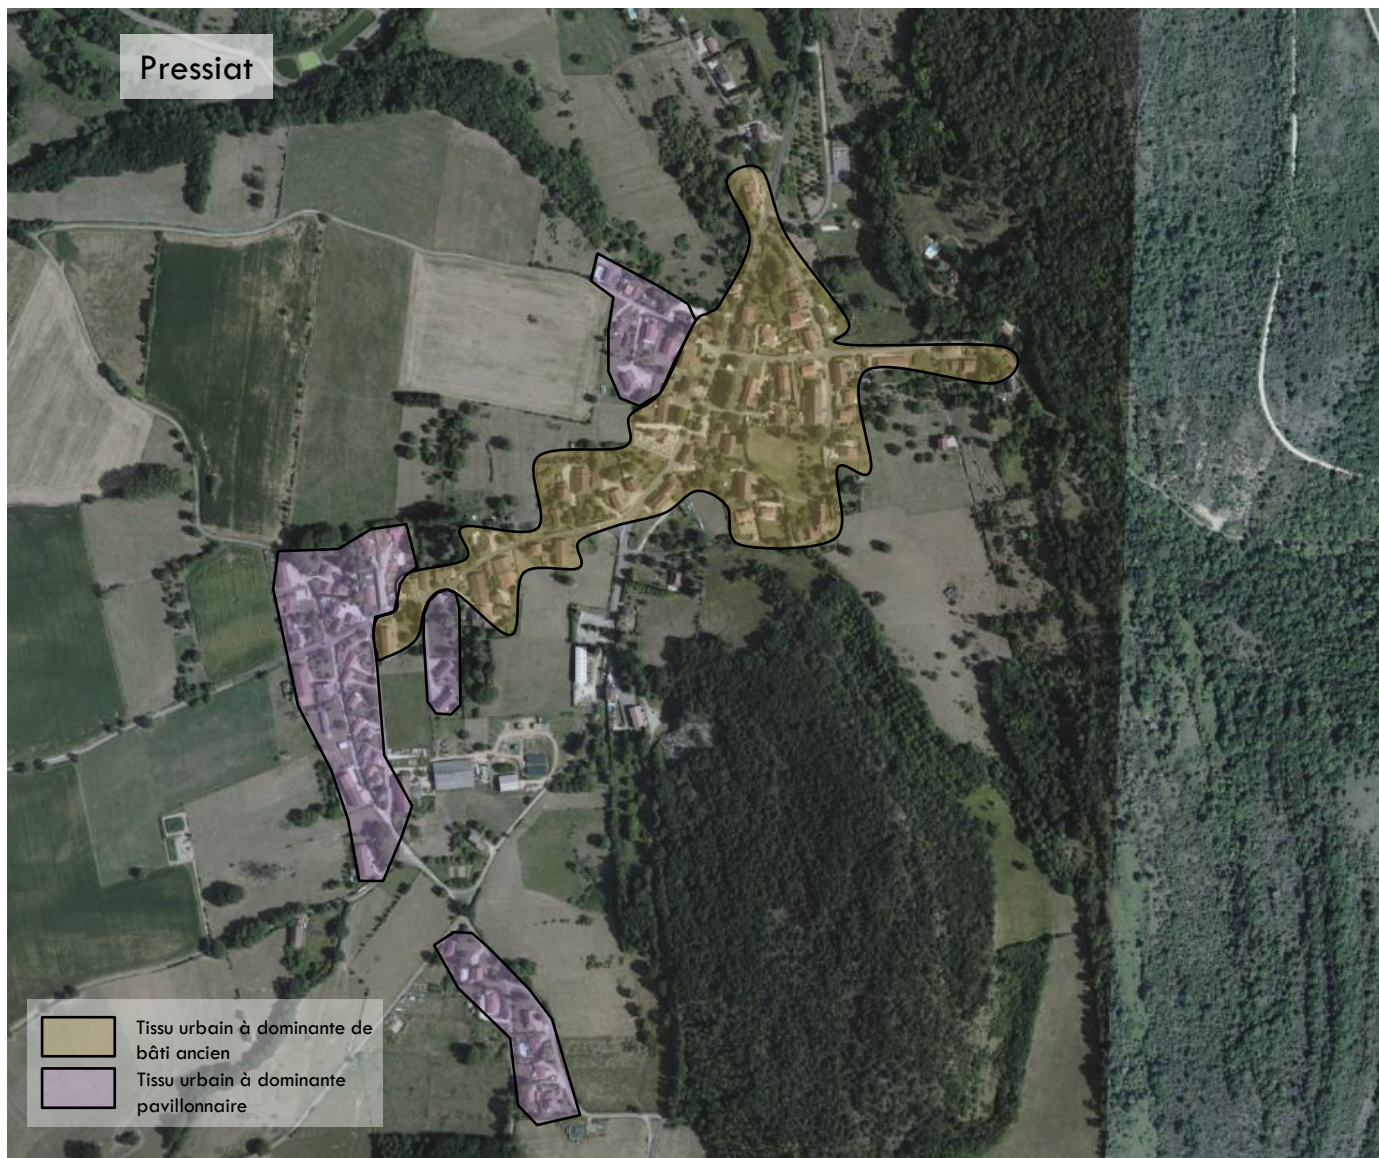 Pressiat
Tissu urbain à dominante de
bâti ancien
Tissu urbain à dominante
pavillonnaire